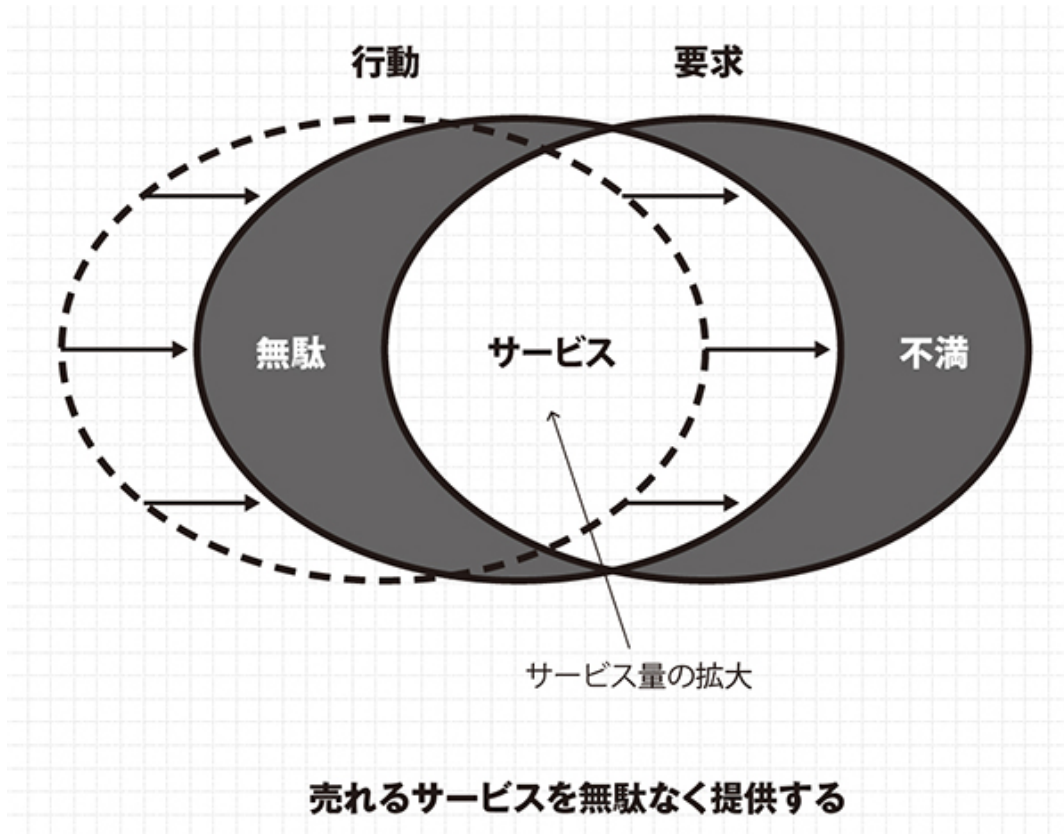 行動
要求
無駄
サービス
不満
サービス量の拡大
売れるサービスを無駄なく提供する